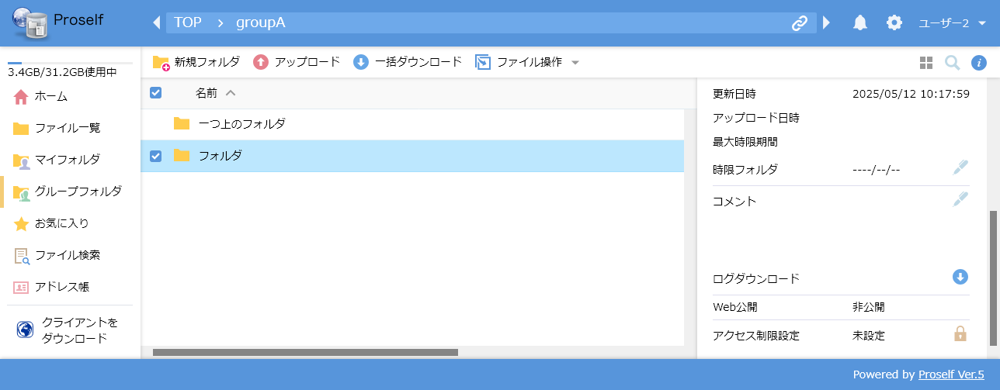 Proself
TOP > groupA
ユーザー2
3.4GB/31.2GB使用中
ホーム
ファイル一覧
マイフォルダ
グループフォルダ
お気に入り
ファイル検索
アドレス帳
クライアントを
ダウンロード
新規フォルダ アップロード 一括ダウンロード ファイル操作
名前
一つ上のフォルダ
フォルダ
更新日時 2025/05/12 10:17:59
アップロード日時
最大時限期間
時限フォルダ ----/--/--
コメント
ログダウンロード
Web公開 非公開
アクセス制限設定 未設定
Powered by Proself Ver.5